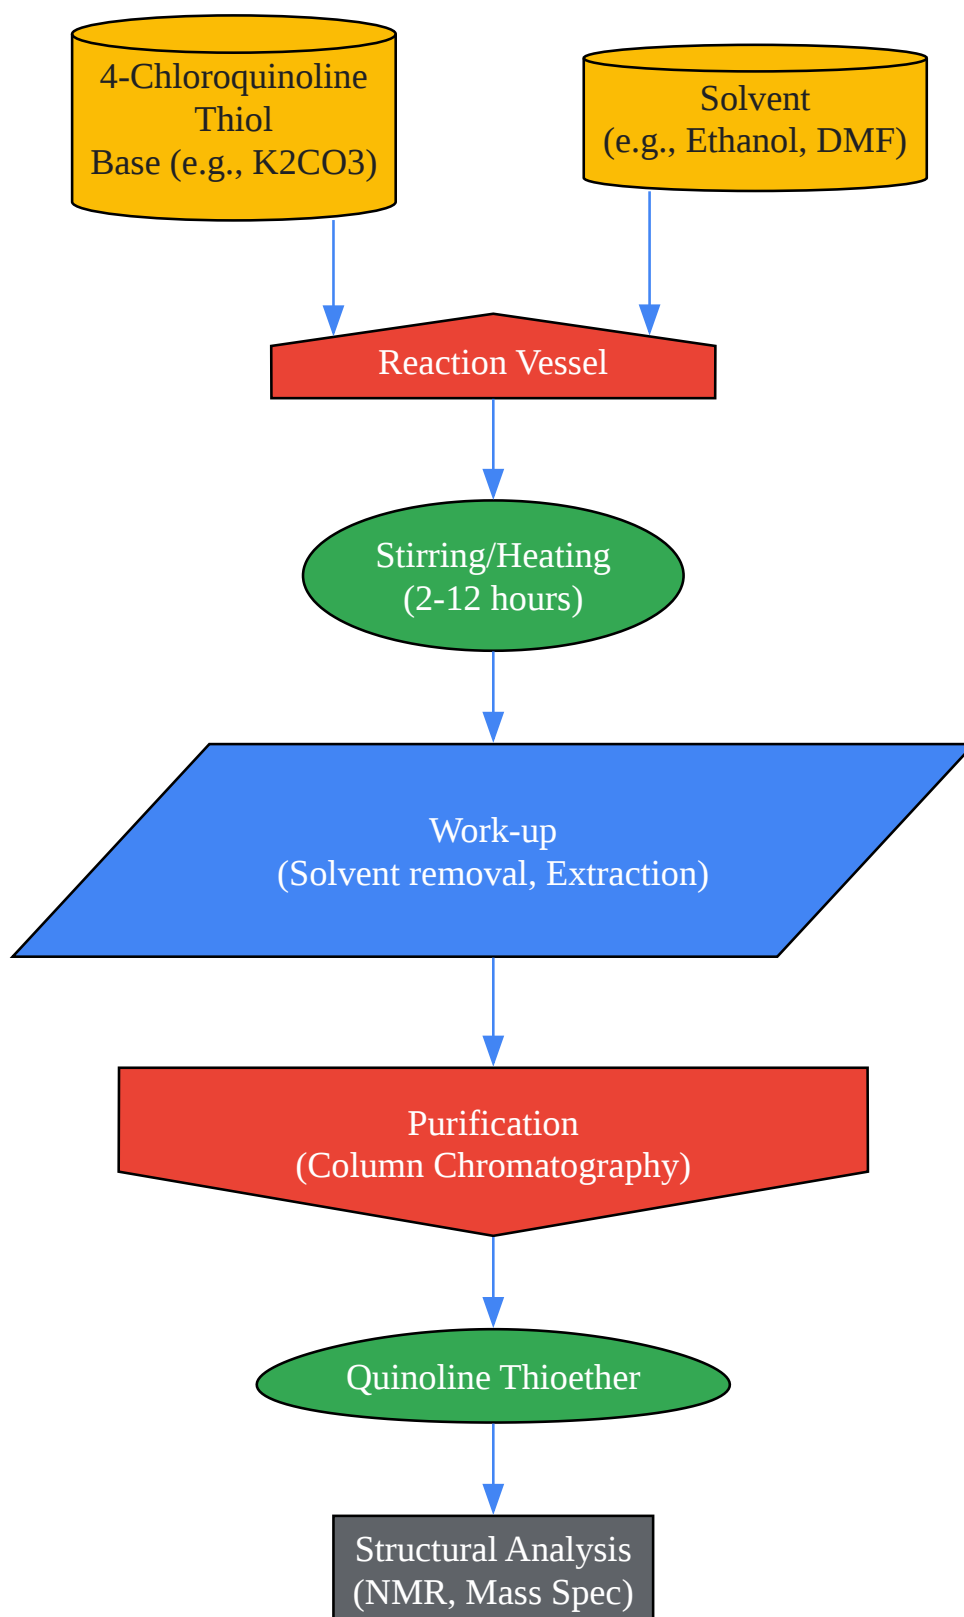 4-Chloroquinoline
Thiol
Base (e.g., K2CO3)
Solvent
(e.g., Ethanol, DMF)
Reaction Vessel
Stirring/Heating
(2-12 hours)
Work-up
(Solvent removal, Extraction)
Purification
(Column Chromatography)
Quinoline Thioether
Structural Analysis
(NMR, Mass Spec)